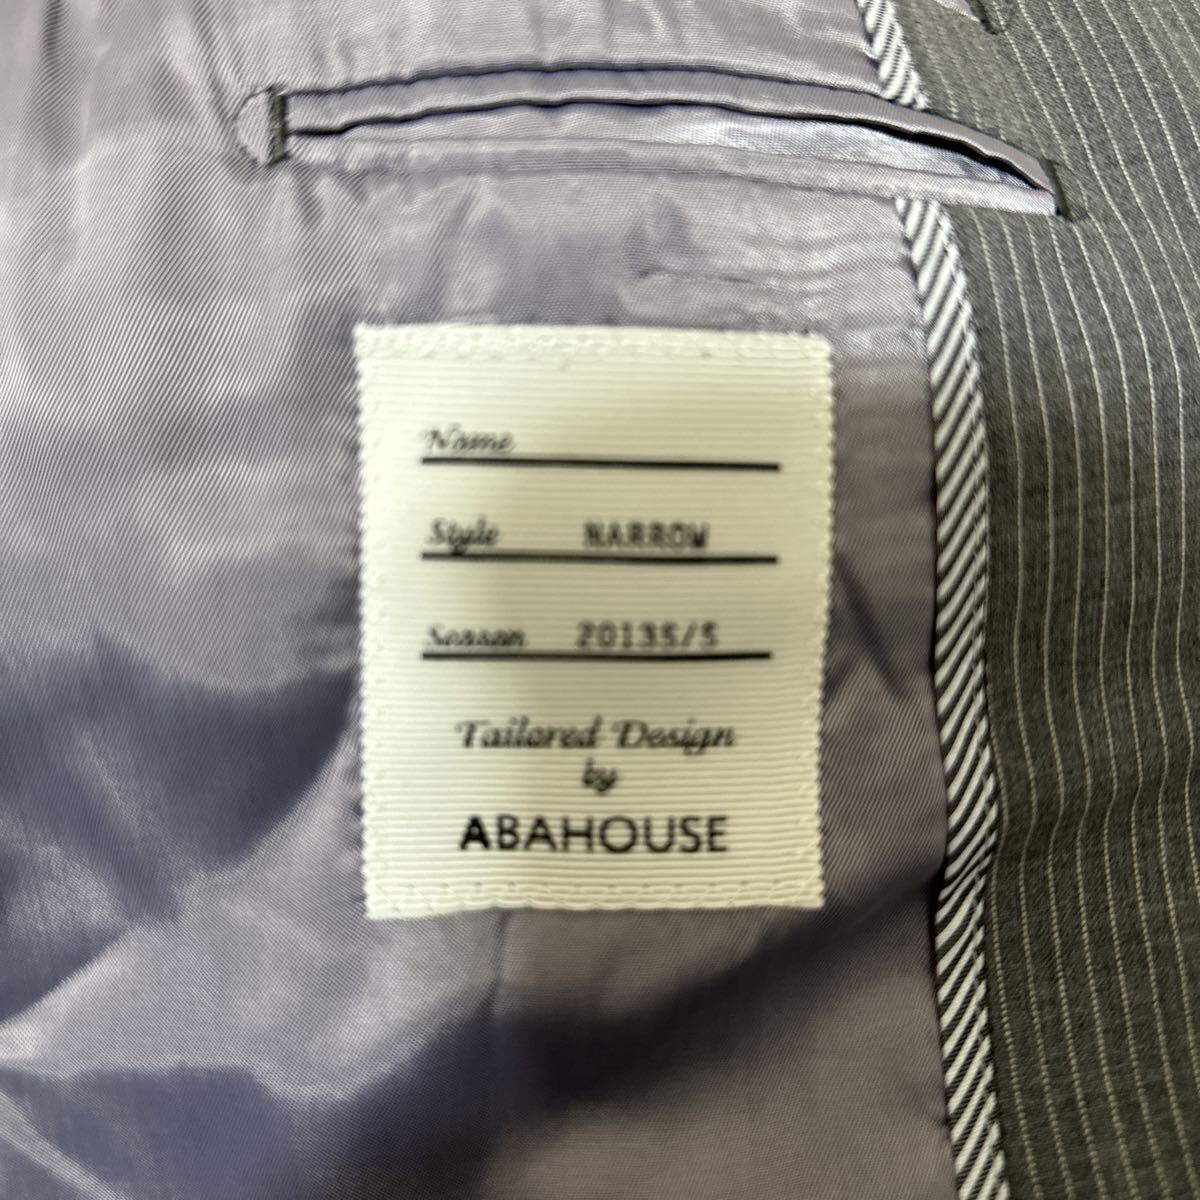 Name
Style NARROW
Season 2013S/S
Tailored Design
by
ABAHOUSE